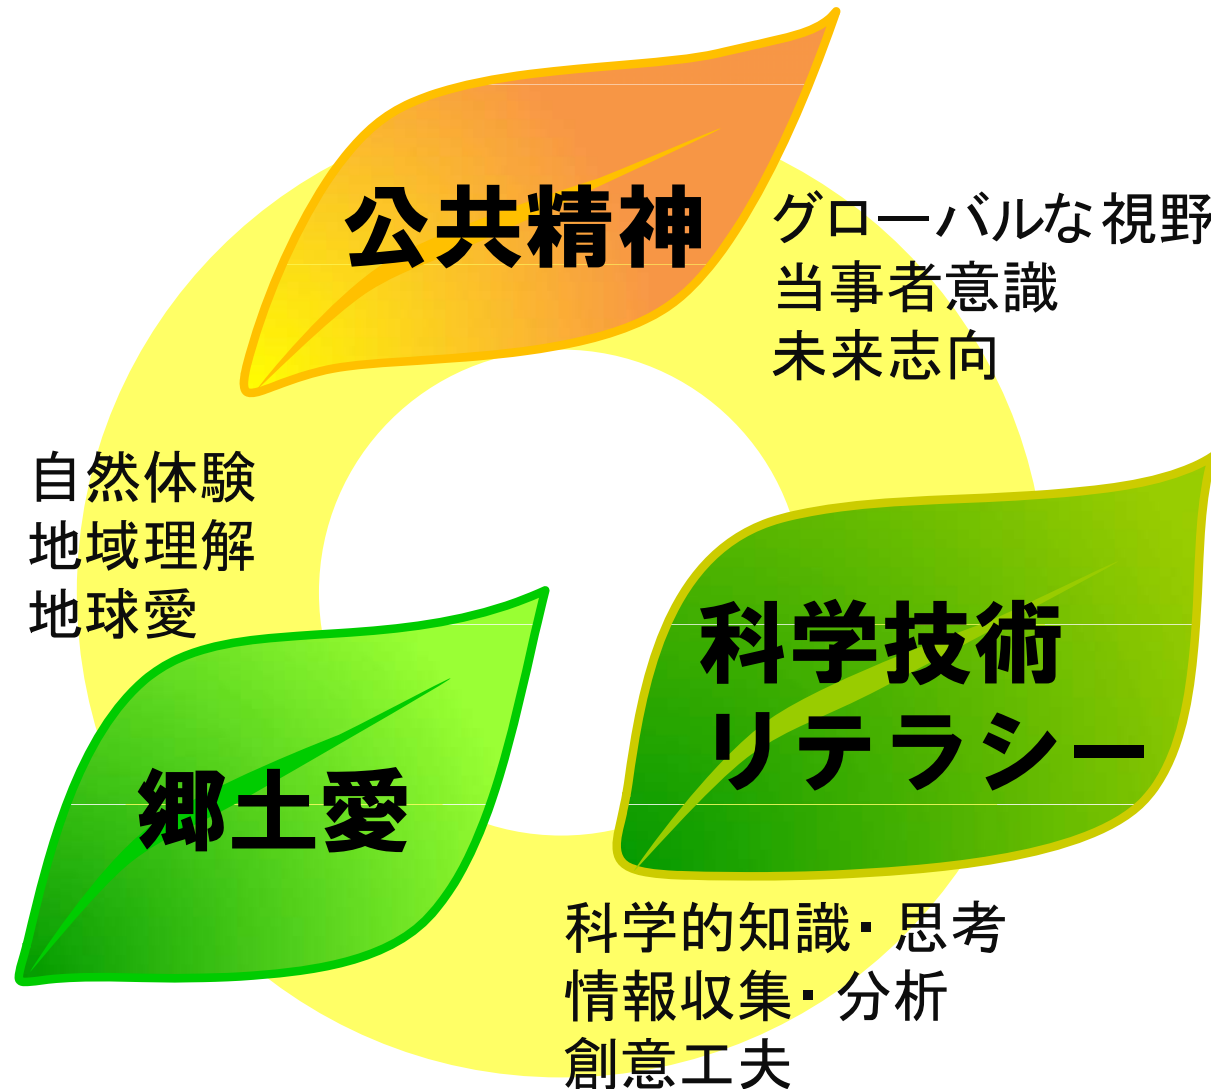 公共精神
グローバルな視野
当事者意識
未来志向
自然体験
地域理解
地球愛
郷土愛
科学技術
リテラシー
科学的知識・思考
情報収集・分析
創意工夫